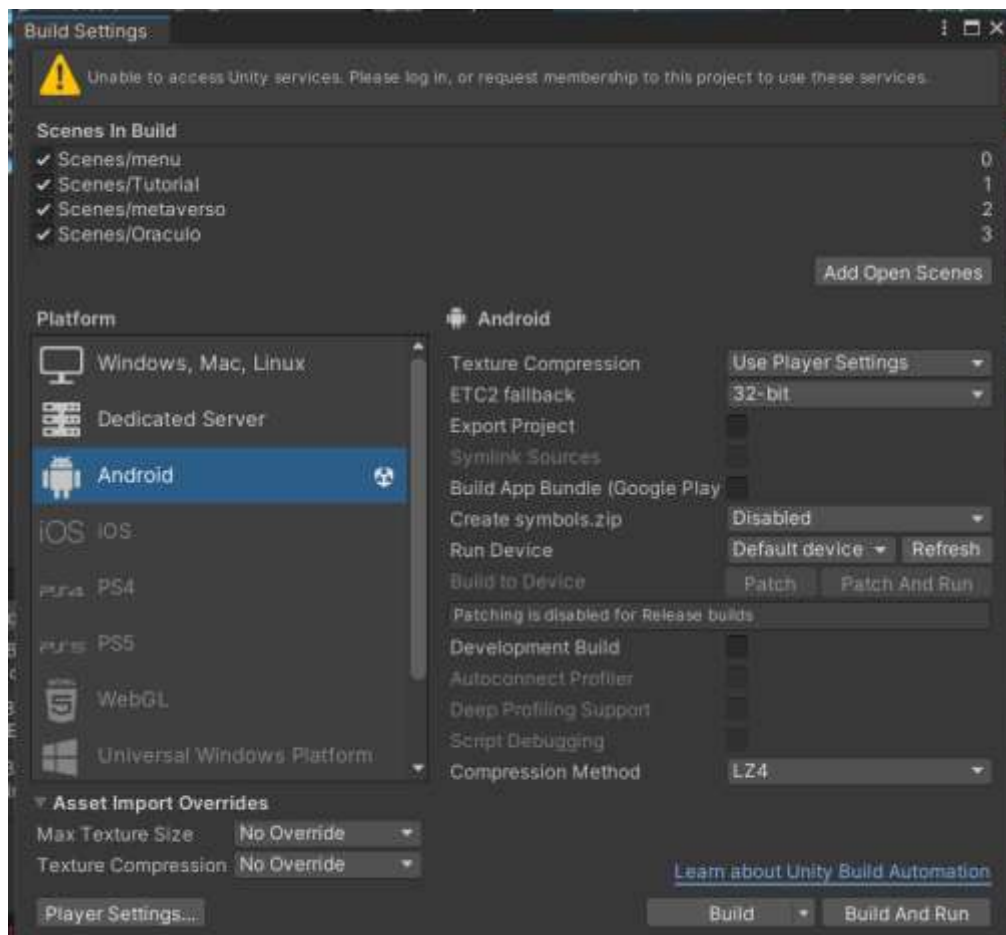 Build Settings
Unable to access Unity services. Please log in, or request membership to this project to use these services.
Scenes In Build
Scenes/menu 0
Scenes/Tutorial 1
Scenes/metaverso 2
Scenes/Oraculo 3
Add Open Scenes
Platform
Windows, Mac, Linux
Dedicated Server
Android
iOS iOS
PS4 PS4
PS5 PS5
WebGL
Universal Windows Platform
Android
Texture Compression Use Player Settings
ETC2 fallback 32-bit
Export Project
Symlink Sources
Build App Bundle (Google Play
Create symbols.zip Disabled
Run Device Default device Refresh
Build to Device Patch Patch And Run
Patching is disabled for Release builds
Development Build
Autoconnect Profiler
Deep Profiling Support
Script Debugging
Compression Method LZ4
Asset Import Overrides
Max Texture Size No Override
Texture Compression No Override
Learn about Unity Build Automation
Player Settings... Build Build And Run